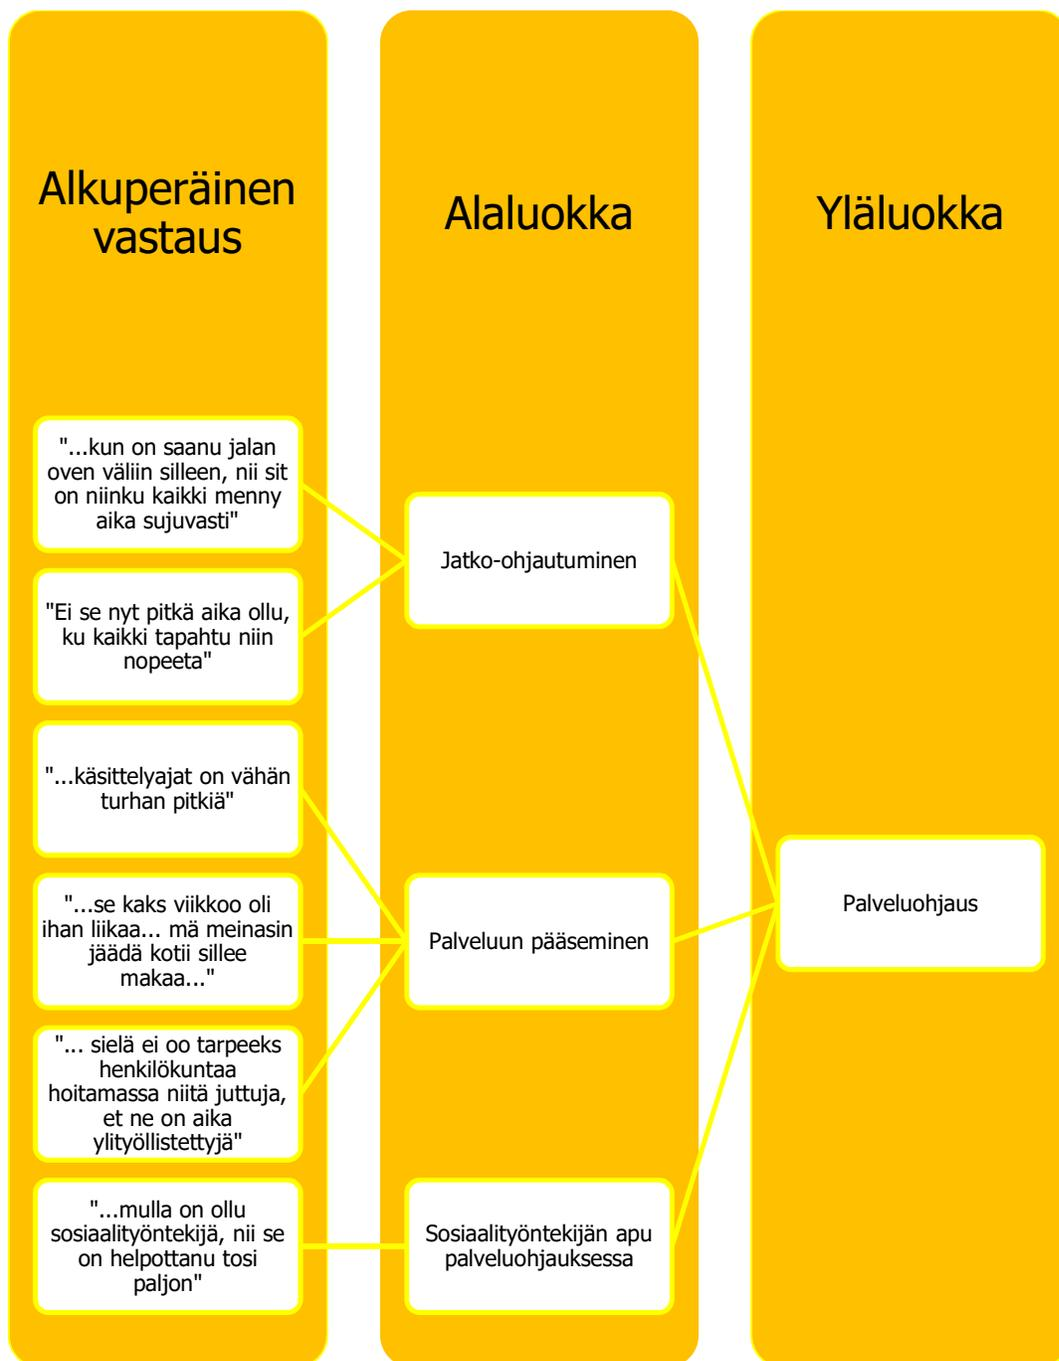 Alkuperäinen
vastaus
Alaluokka
Yläluokka
"...kun on saanu jalan
oven väliin silleen, nii sit
on niinku kaikki menny
aika sujuvasti"
"Ei se nyt pitkä aika ollu,
ku kaikki tapahtu niin
nopeeta"
"...käsittelyajat on vähän
turhan pitkiä"
"...se kaks viikkoo oli
ihan liikaa... mä meinasin
jäädä kotii sillee
makaa..."
"... sielä ei oo tarpeeks
henkilökuntaa
hoitamassa niitä juttuja,
et ne on aika
ylityöllistettyjä"
"...mulla on ollu
sosiaalityöntekijä, nii se
on helpottanu tosi
paljon"
Jatko-ohjautuminen
Palveluun pääseminen
Sosiaalityöntekijän apu
palveluohjauksessa
Palveluohjaus